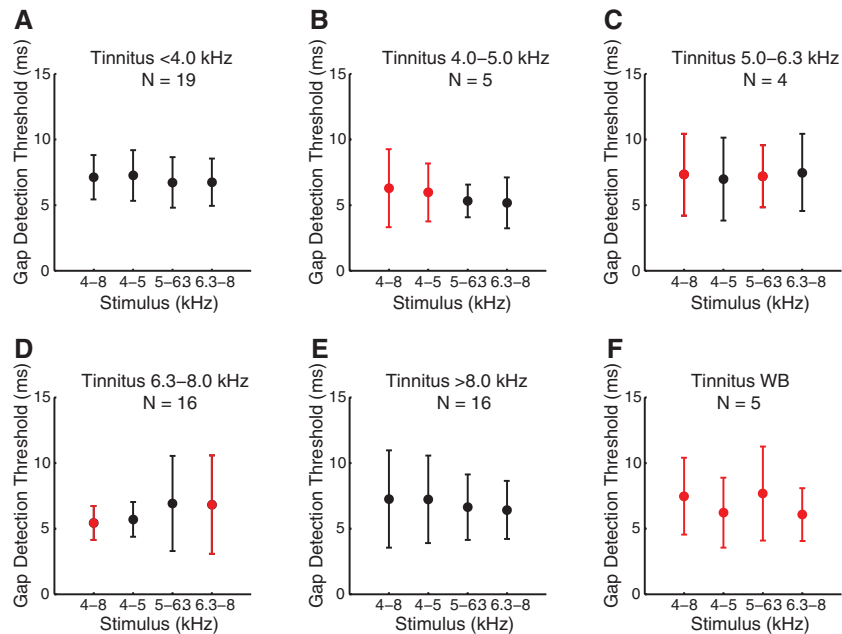 A
Tinnitus <4.0 kHz
N = 19
Gap Detection Threshold (ms)
15
10
5
0
4–8 4–5 5–63 6.3–8
Stimulus (kHz)
B
Tinnitus 4.0–5.0 kHz
N = 5
Gap Detection Threshold (ms)
15
10
5
0
4–8 4–5 5–63 6.3–8
Stimulus (kHz)
C
Tinnitus 5.0–6.3 kHz
N = 4
Gap Detection Threshold (ms)
15
10
5
0
4–8 4–5 5–63 6.3–8
Stimulus (kHz)
D
Tinnitus 6.3–8.0 kHz
N = 16
Gap Detection Threshold (ms)
15
10
5
0
4–8 4–5 5–63 6.3–8
Stimulus (kHz)
E
Tinnitus >8.0 kHz
N = 16
Gap Detection Threshold (ms)
15
10
5
0
4–8 4–5 5–63 6.3–8
Stimulus (kHz)
F
Tinnitus WB
N = 5
Gap Detection Threshold (ms)
15
10
5
0
4–8 4–5 5–63 6.3–8
Stimulus (kHz)